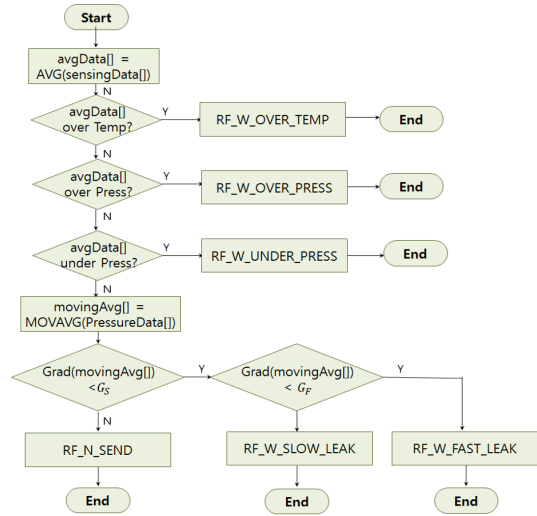 Start
avgData[] =
AVG(sensingData[])
N
avgData[]
over Temp?
Y
RF_W_OVER_TEMP
End
N
avgData[]
over Press?
Y
RF_W_OVER_PRESS
End
N
avgData[]
under Press?
Y
RF_W_UNDER_PRESS
End
N
movingAvg[] =
MOVAVG(PressureData[])
Grad(movingAvg[])
<G_S
Y
Grad(movingAvg[])
< G_F
Y
N
RF_N_SEND
RF_W_SLOW_LEAK
RF_W_FAST_LEAK
End
End
End